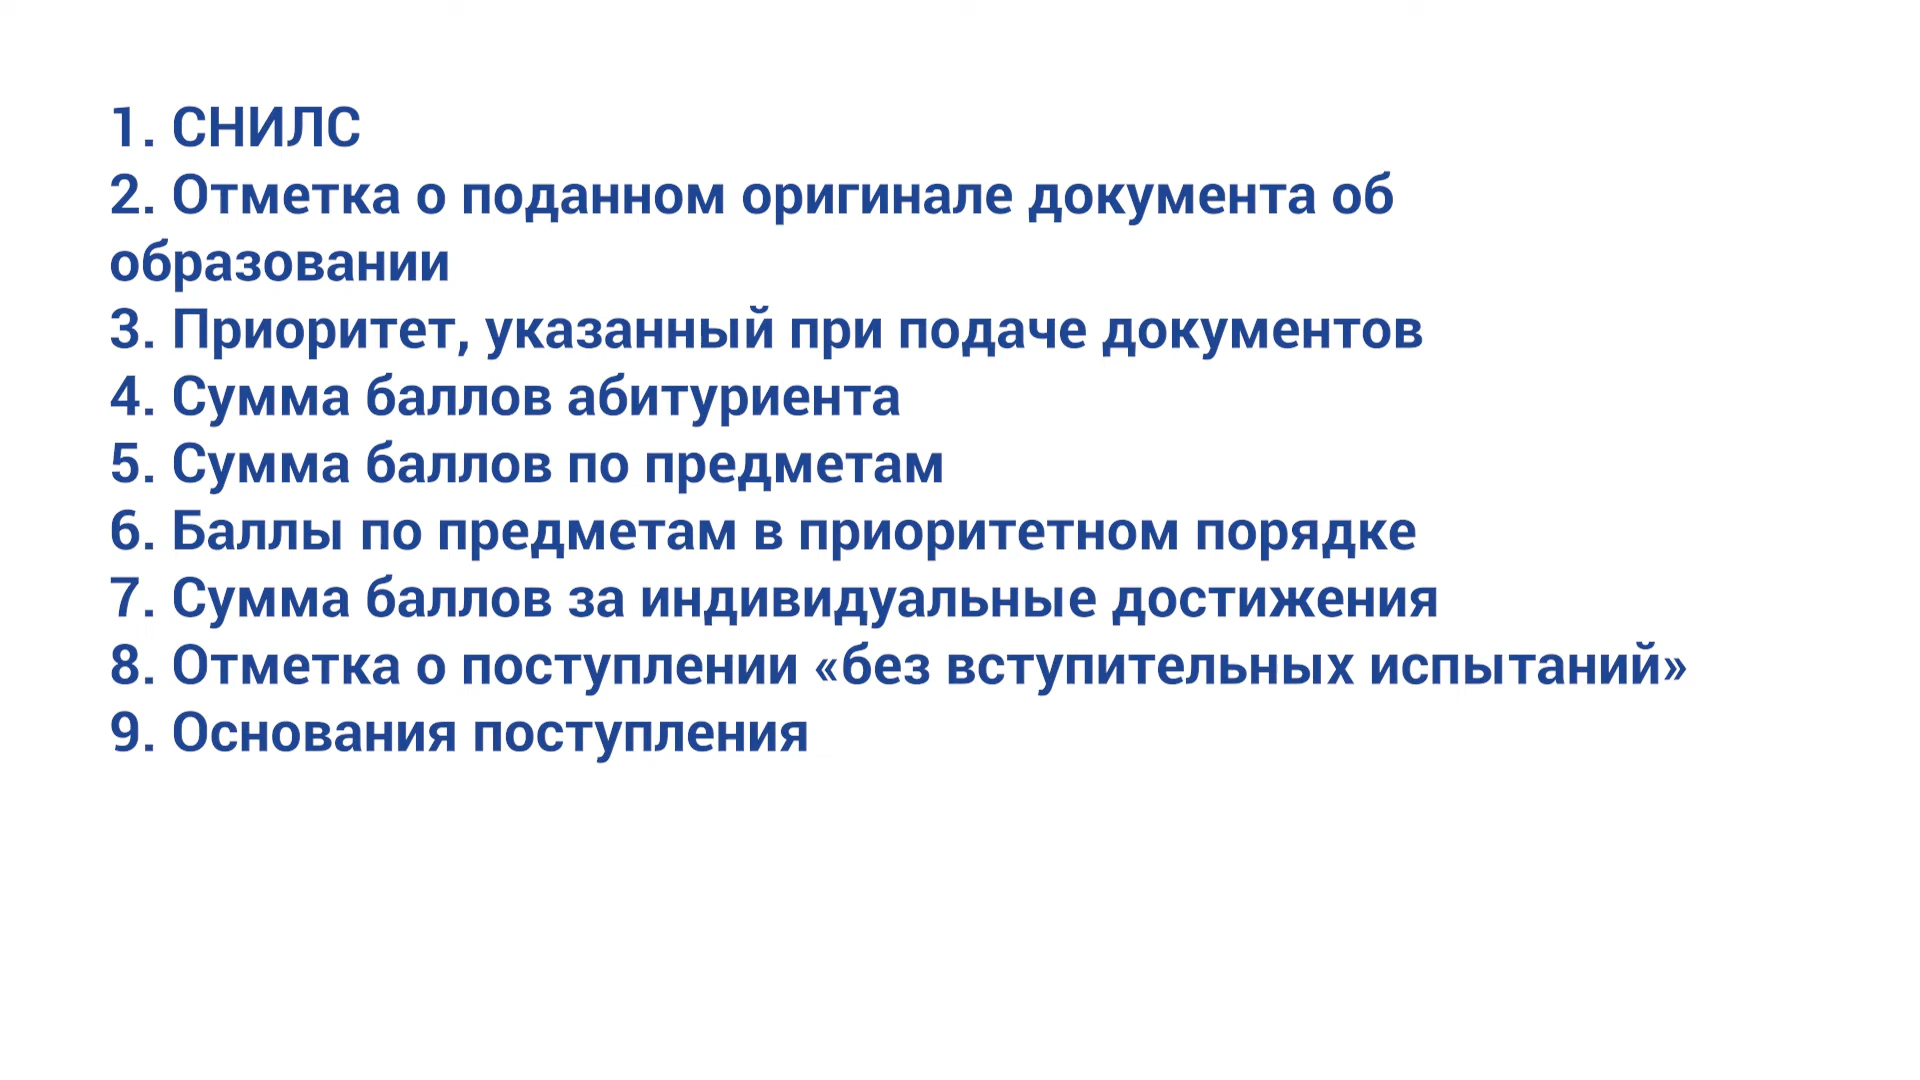 1. СНИЛС
2. Отметка о поданном оригинале документа об
образовании
3. Приоритет, указанный при подаче документов
4. Сумма баллов абитуриента
5. Сумма баллов по предметам
6. Баллы по предметам в приоритетном порядке
7. Сумма баллов за индивидуальные достижения
8. Отметка о поступлении «без вступительных испытаний»
9. Основания поступления